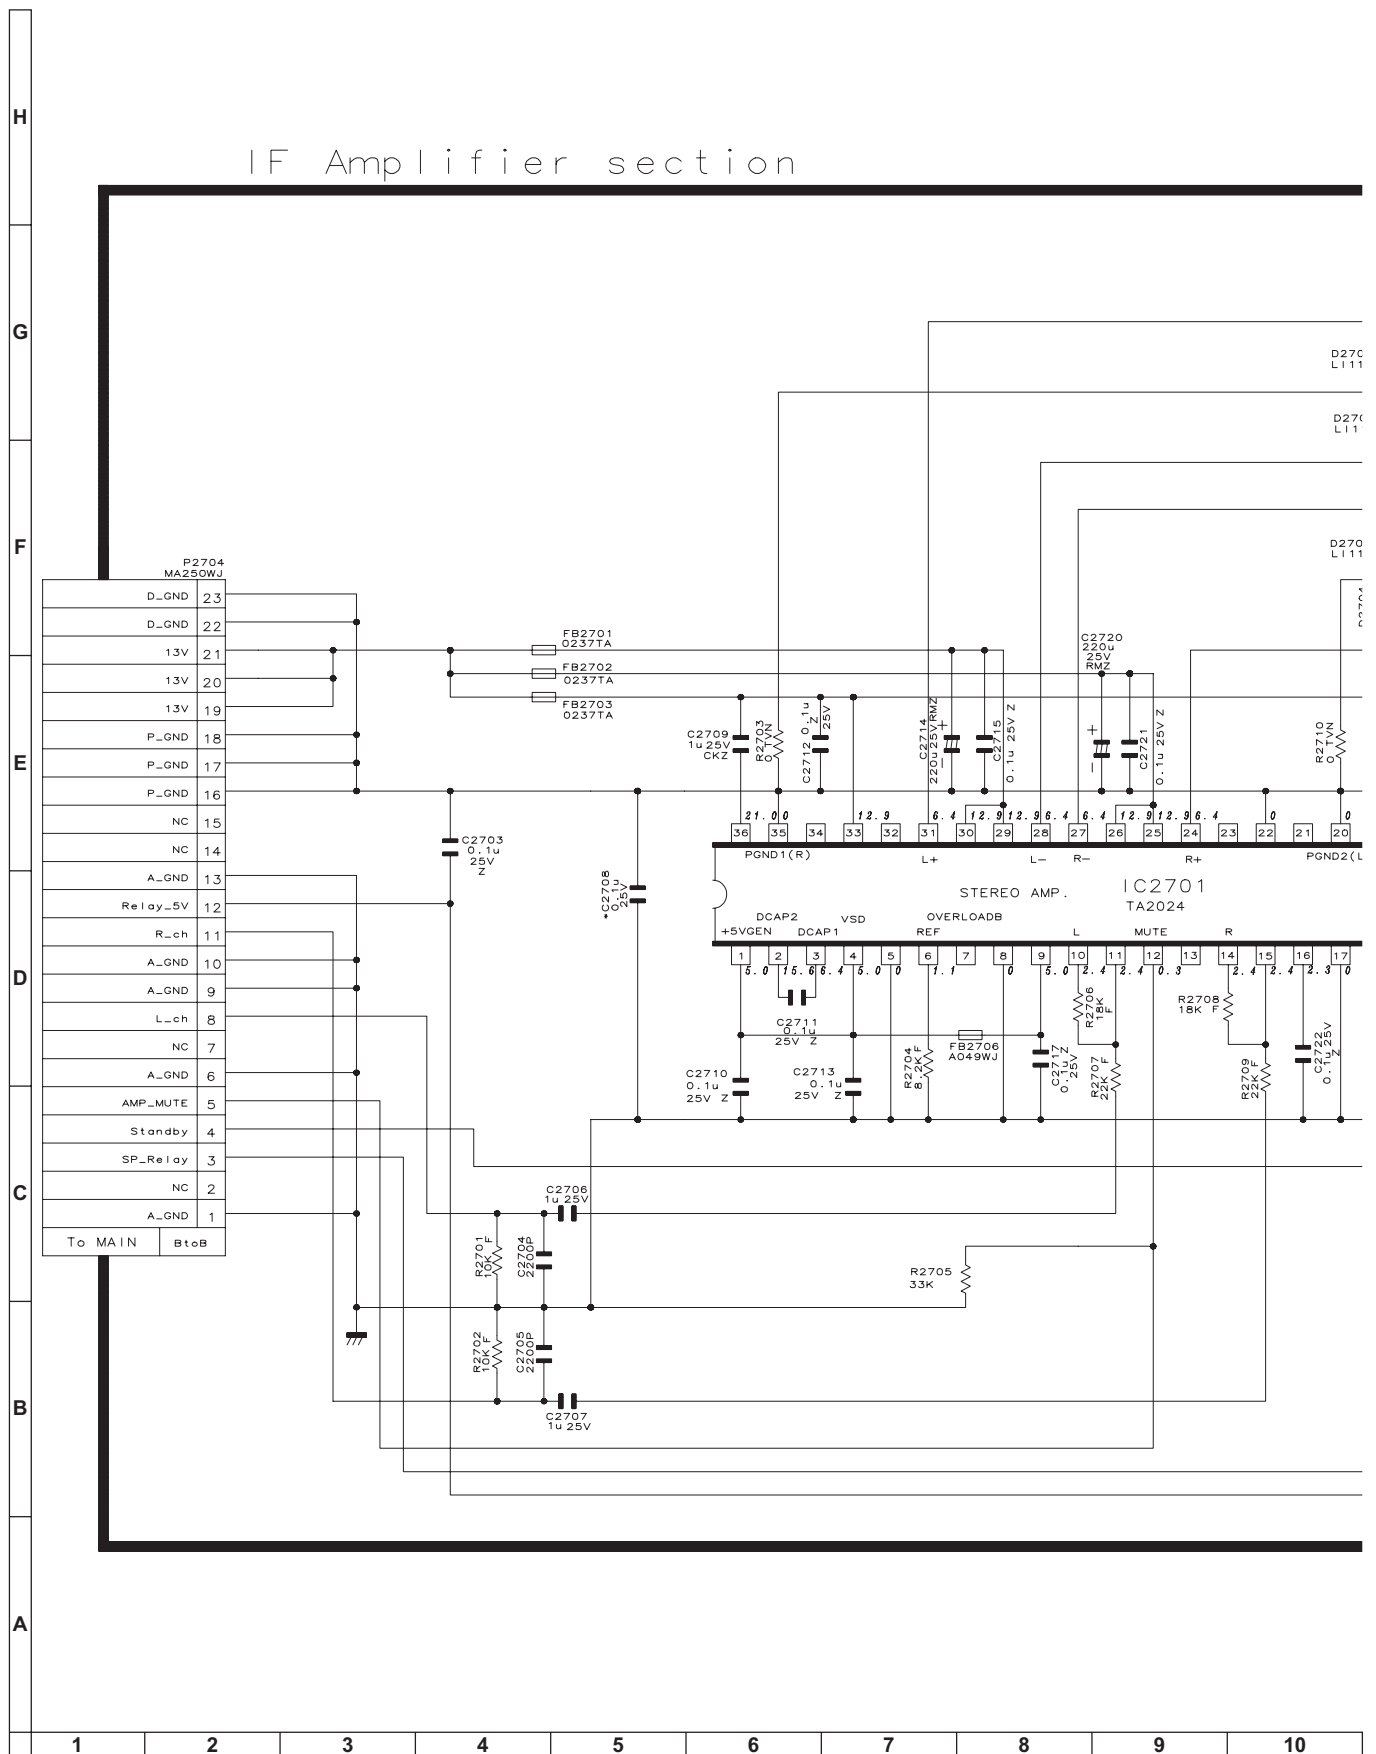 H
IF Amplifier section
G
D270
LI11
D270
LI11
F
D270
LI11
P2704
MA250WJ
D_GND 23
D_GND 22
13V 21
13V 20
13V 19
P_GND 18
P_GND 17
P_GND 16
NC 15
NC 14
A_GND 13
Relay_5V 12
R_ch 11
A_GND 10
A_GND 9
L_ch 8
NC 7
A_GND 6
AMP_MUTE 5
Standby 4
SP_Relay 3
NC 2
A_GND 1
To MAIN BtoB
FB2701
0237TA
FB2702
0237TA
FB2703
0237TA
C2720
220u
25V
RMZ
E
C2709
1u 25V
CKZ
R2703
0 TVN
C2712 0.1u
Z
25V
C2714
220u 25V RMZ
+
-
C2715
0.1u 25V Z
+
-
C2721
0.1u 25V Z
R2710
0 TVN
21.0 0 12.9 6.4 12.9 12.9 6.4 6.4 12.9 12.9 6.4 0 0
36 35 34 33 32 31 30 29 28 27 26 25 24 23 22 21 20
PGND1(R) L+ L- R- R+ PGND2(L
C2703
0.1u
25V
Z
*C2708
0.1u
25V
STEREO AMP. IC2701
TA2024
DCAP2 VSD OVERLOADB
+5VGEN DCAP1 REF L MUTE R
1 2 3 4 5 6 7 8 9 10 11 12 13 14 15 16 17
5.0 15.6 6.4 5.0 0 1.1 0 5.0 2.4 2.4 0.3 2.4 2.4 2.3 0
D
C2711
0.1u
25V Z
R2706
18K
F
R2708
18K F
C2722
0.1u 25V
Z
FB2706
A049WJ
C2710
0.1u
25V Z
C2713
0.1u
25V Z
R2704
8.2K F
C2717
0.1u Z
25V
R2707
22K F
R2709
22K F
C
C2706
1u 25V
R2701
10K F
C2704
2200P
R2705
33K
R2702
10K F
C2705
2200P
B
C2707
1u 25V
A
1 2 3 4 5 6 7 8 9 10